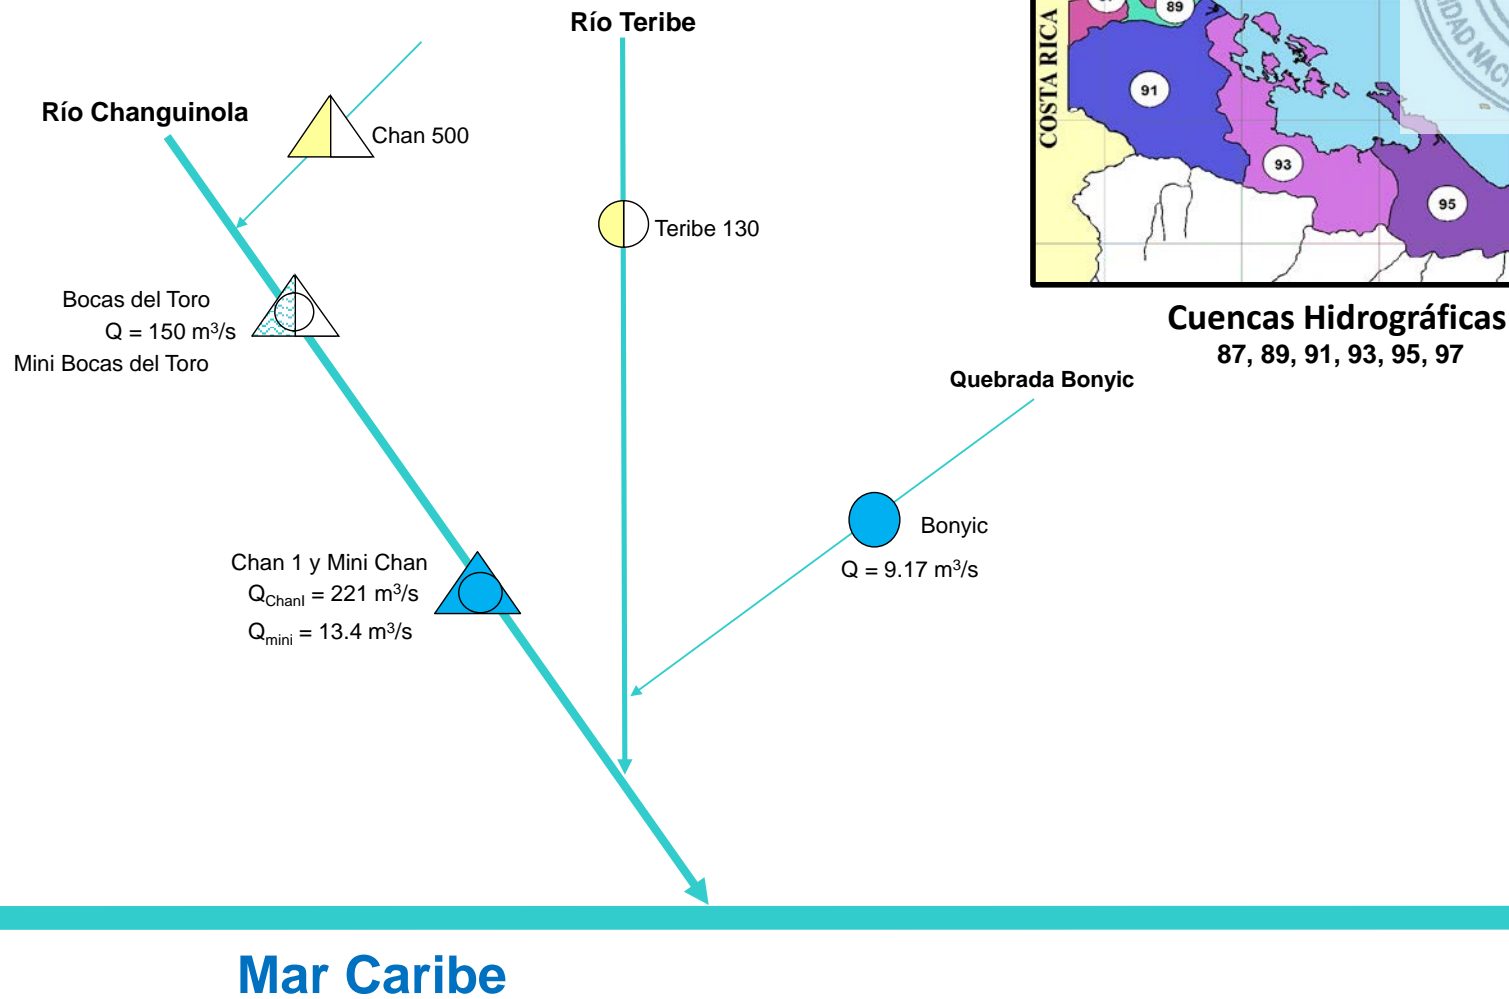 Río Teribe
Río Changuinola
Chan 500
Teribe 130
Bocas del Toro
Q = 150 m³/s
Mini Bocas del Toro
Quebrada Bonyic
Bonyic
Q = 9.17 m³/s
Chan 1 y Mini Chan
Q_ChanI = 221 m³/s
Q_mini = 13.4 m³/s
Mar Caribe
COSTA RICA
89
91
93
95
Cuencas Hidrográficas
87, 89, 91, 93, 95, 97